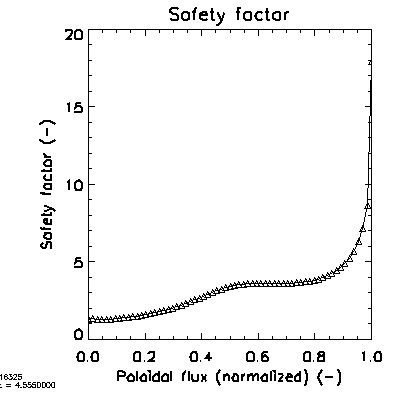 Safety factor
20
15
10
5
0
Safety factor (-)
0.0 0.2 0.4 0.6 0.8 1.0
Poloidal flux (normalized) (-)
16325
= 4.5550000